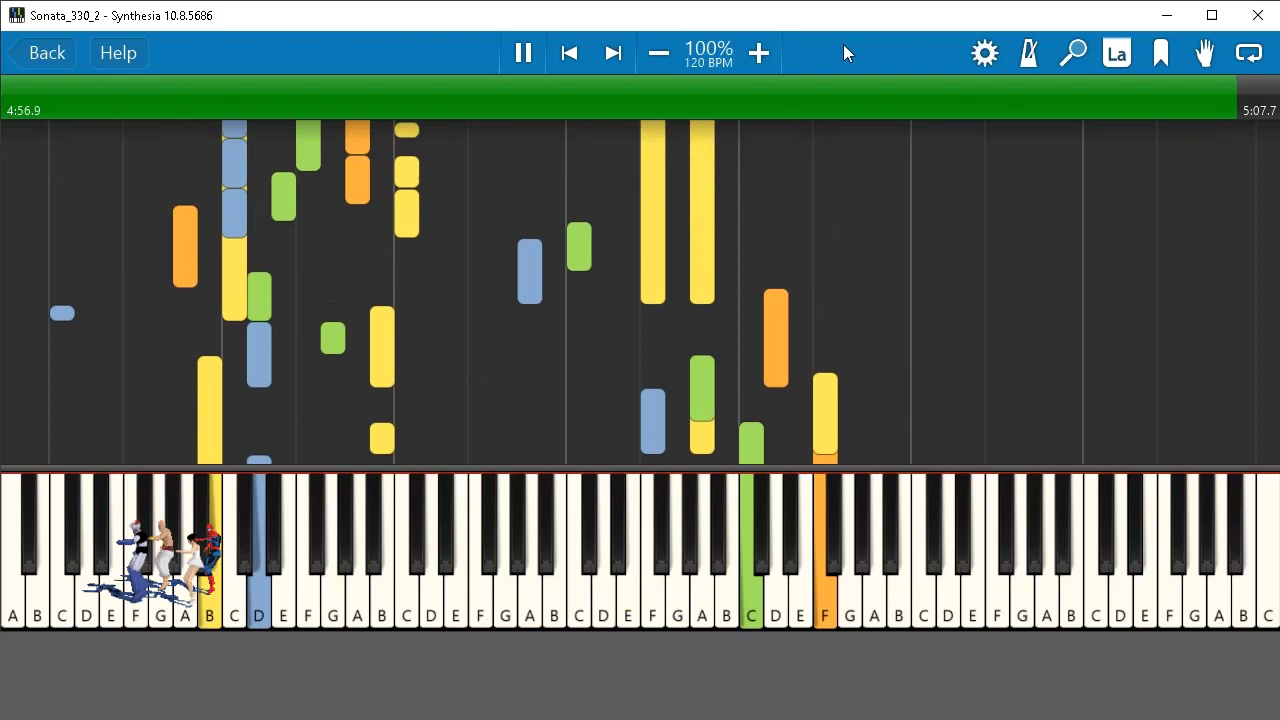 Sonata_330_2 - Synthesia 10.8.5686
Back
Help
100%
120 BPM
La
4:56.9
5:07.7
A B C D E F G A B C D E F G A B C D E F G A B C D E F G A B C D E F G A B C D E F G A B C D E F G A B C